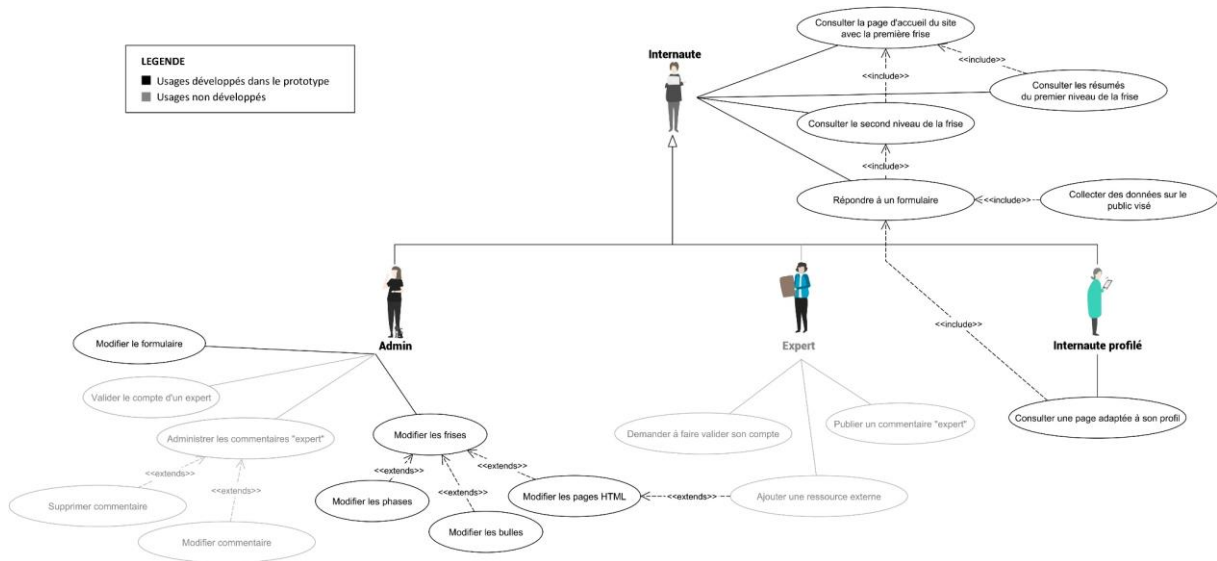 Consulter la page d'accueil du site
avec la première frise
Internaute
LEGENDE
Usages développés dans le prototype
Usages non développés
<<include>>
<<include>>
Consulter les résumés
du premier niveau de la frise
Consulter le second niveau de la frise
<<include>>
Répondre à un formulaire
<<include>>
Collecter des données sur le
public visé
<<include>>
Admin
Expert
Internaute profilé
Modifier le formulaire
Valider le compte d'un expert
Administrer les commentaires "expert"
Modifier les frises
Demander à faire valider son compte
Publier un commentaire "expert"
Consulter une page adaptée à son profil
<<extends>>
<<extends>>
<<extends>>
<<extends>>
<<extends>>
Supprimer commentaire
Modifier les phases
Modifier les pages HTML
<<extends>>
Ajouter une ressource externe
Modifier commentaire
Modifier les bulles